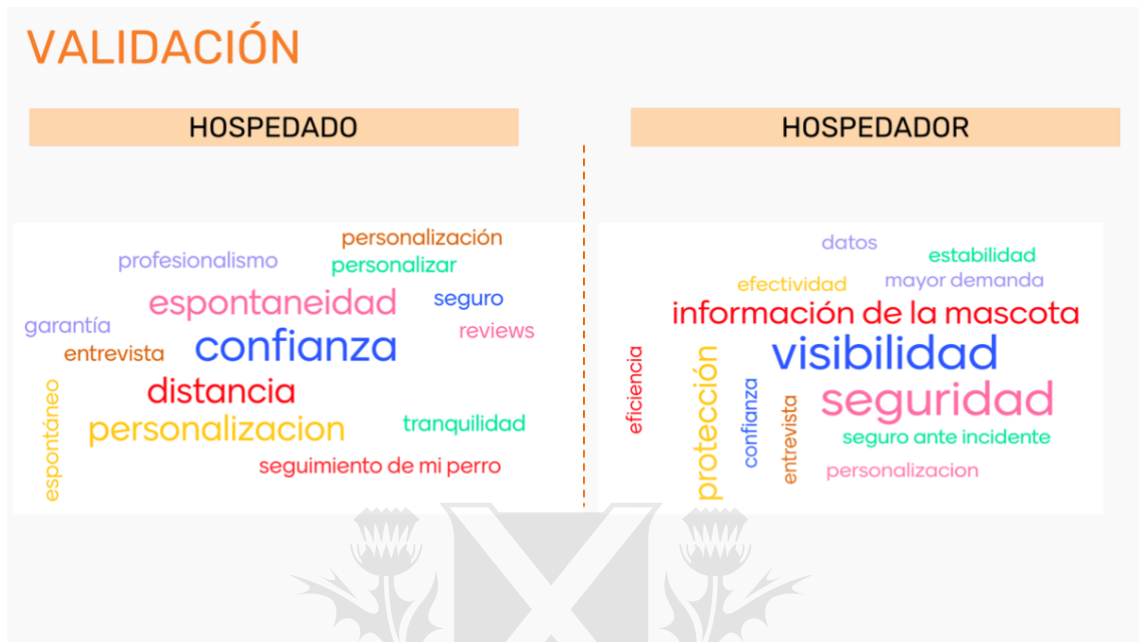 VALIDACIÓN
HOSPEDADO
personalización
profesionalismo
personalizar
espontaneidad
seguro
garantía
reviews
entrevista
confianza
distancia
espontáneo
personalizacion
tranquilidad
seguimiento de mi perro
HOSPEDADOR
datos
estabilidad
efectividad
mayor demanda
información de la mascota
visibilidad
eficiencia
protección
confianza
entrevista
seguridad
seguro ante incidente
personalizacion